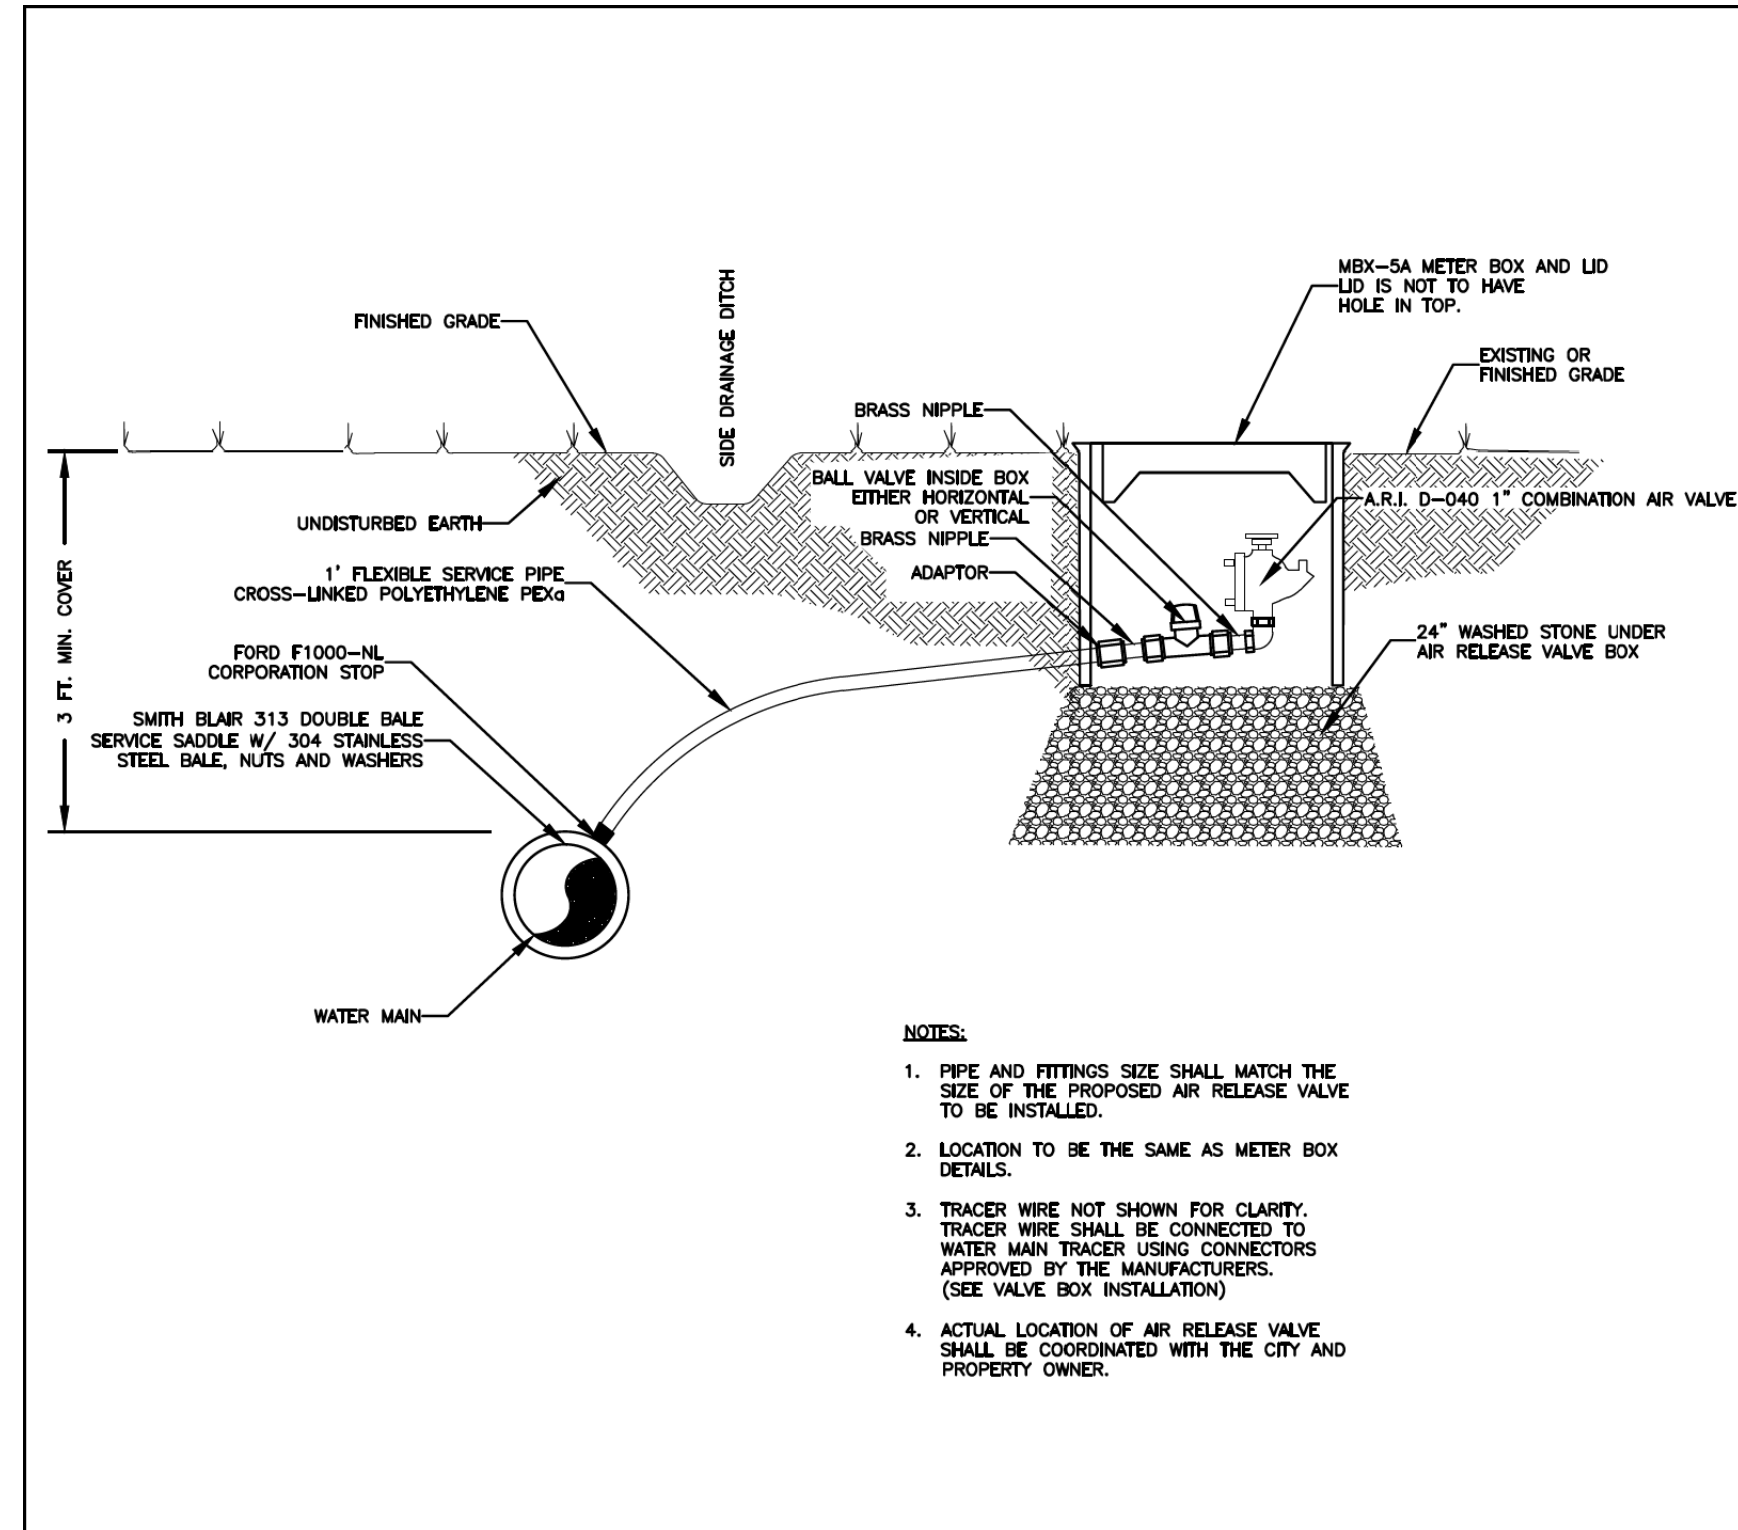 MBX-5A METER BOX AND LID
LID IS NOT TO HAVE
HOLE IN TOP.
FINISHED GRADE
SIDE DRAINAGE DITCH
EXISTING OR
FINISHED GRADE
BRASS NIPPLE
BALL VALVE INSIDE BOX
EITHER HORIZONTAL
OR VERTICAL
A.R.I. D-040 1" COMBINATION AIR VALVE
UNDISTURBED EARTH
BRASS NIPPLE
ADAPTOR
1' FLEXIBLE SERVICE PIPE
CROSS-LINKED POLYETHYLENE PEXa
3 FT. MIN. COVER
24" WASHED STONE UNDER
AIR RELEASE VALVE BOX
FORD F1000-NL
CORPORATION STOP
SMITH BLAIR 313 DOUBLE BALE
SERVICE SADDLE W/ 304 STAINLESS
STEEL BALE, NUTS AND WASHERS
WATER MAIN
NOTES:
1. PIPE AND FITTINGS SIZE SHALL MATCH THE
SIZE OF THE PROPOSED AIR RELEASE VALVE
TO BE INSTALLED.
2. LOCATION TO BE THE SAME AS METER BOX
DETAILS.
3. TRACER WIRE NOT SHOWN FOR CLARITY.
TRACER WIRE SHALL BE CONNECTED TO
WATER MAIN TRACER USING CONNECTORS
APPROVED BY THE MANUFACTURERS.
(SEE VALVE BOX INSTALLATION)
4. ACTUAL LOCATION OF AIR RELEASE VALVE
SHALL BE COORDINATED WITH THE CITY AND
PROPERTY OWNER.